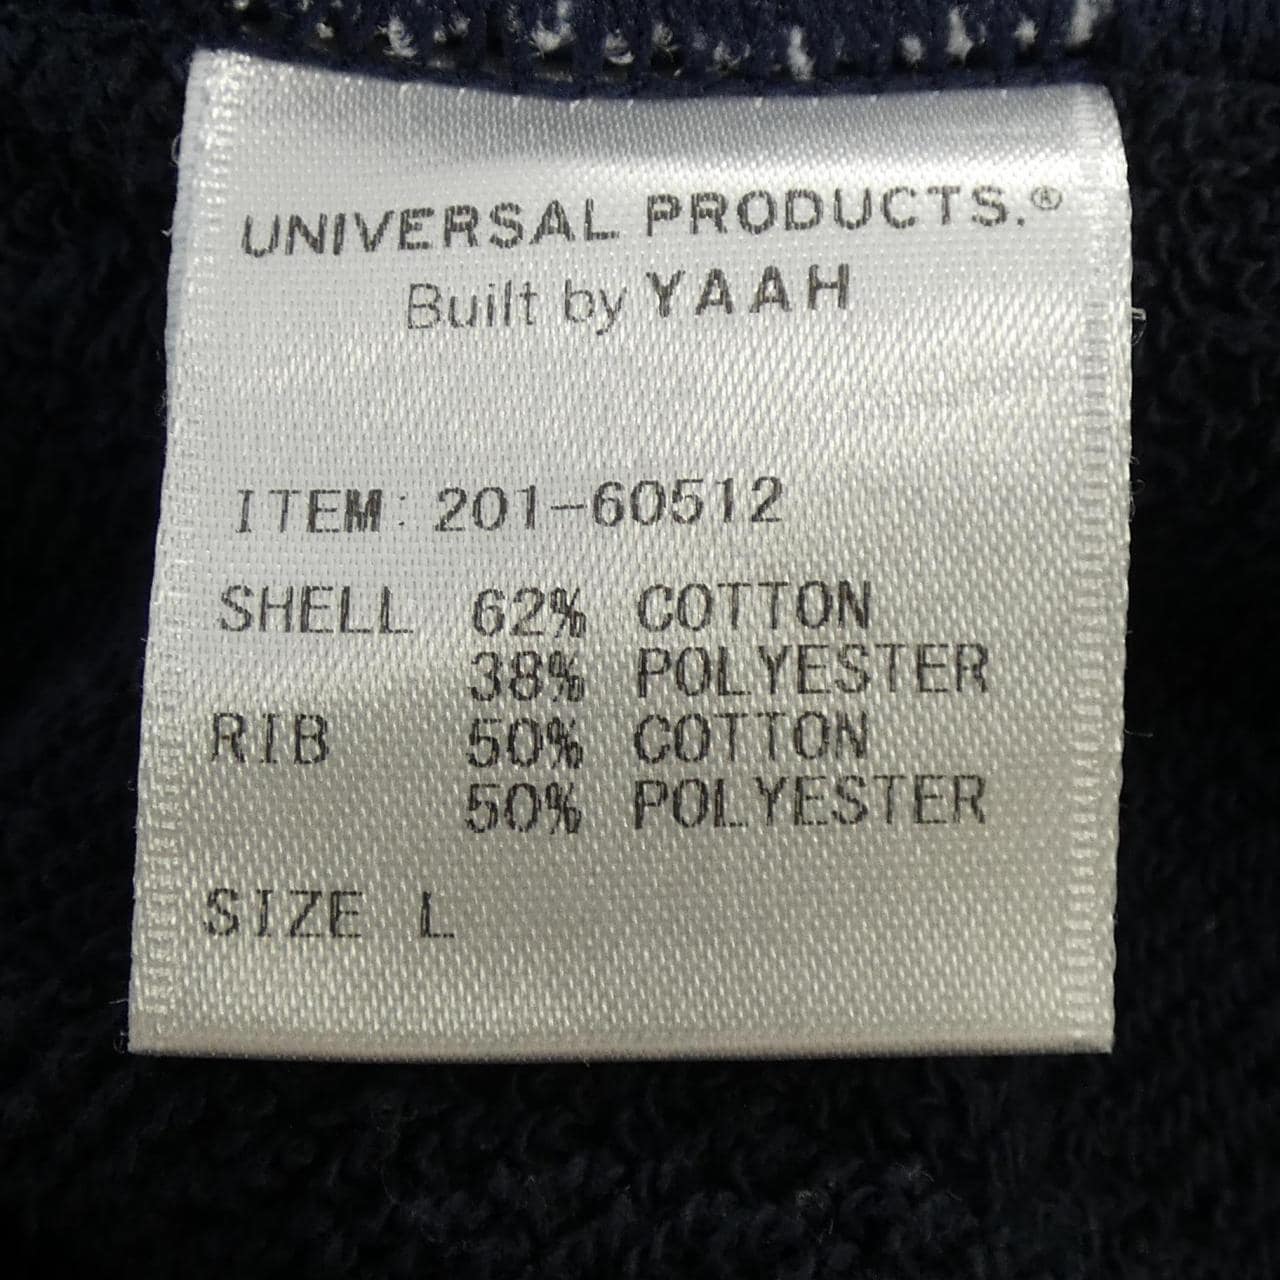 UNIVERSAL PRODUCTS.®
Built by YAAH
ITEM: 201-60512
SHELL 62% COTTON
38% POLYESTER
RIB 50% COTTON
50% POLYESTER
SIZE L